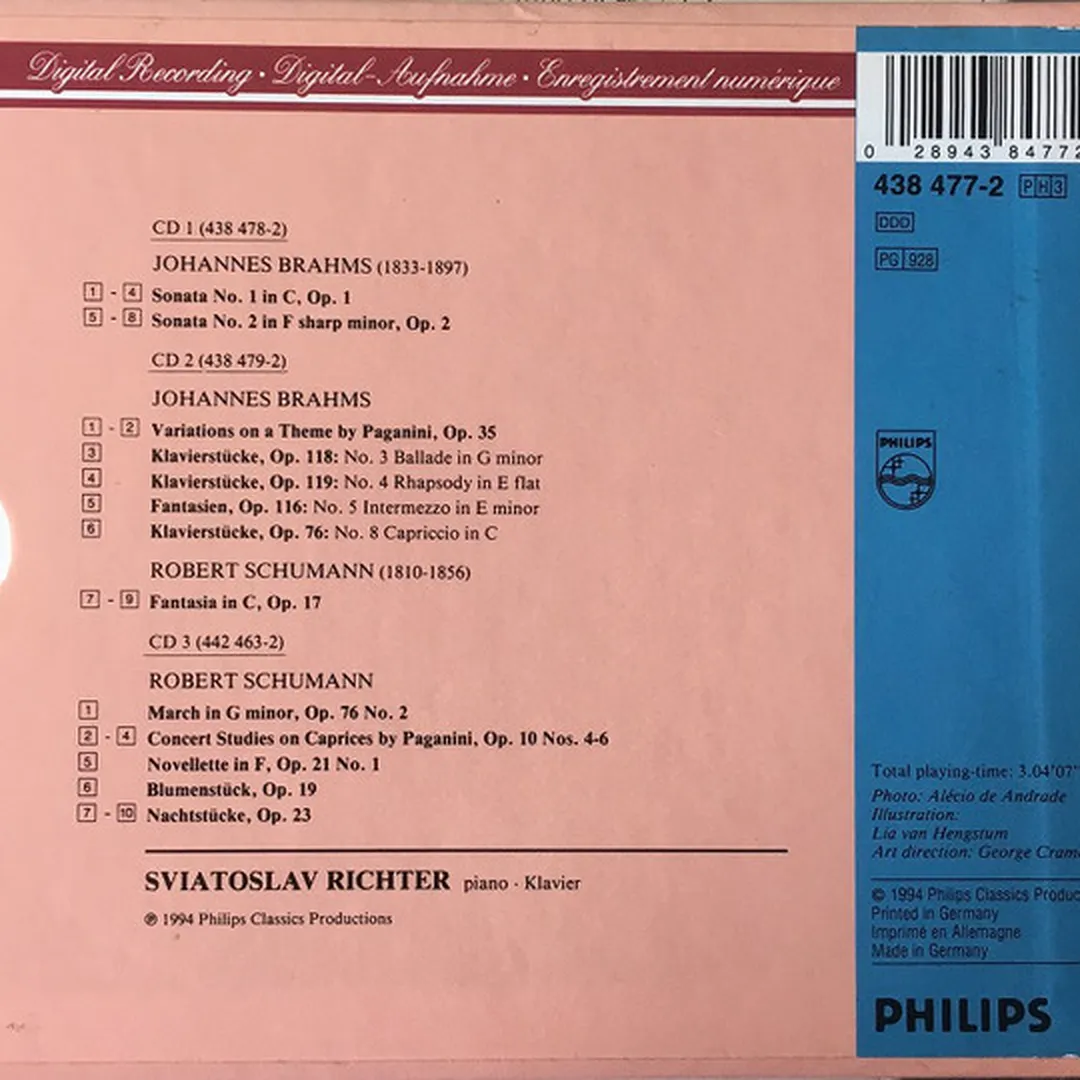 Digital Recording · Digital-Aufnahme · Enregistrement numérique
CD 1 (438 478-2)
JOHANNES BRAHMS (1833-1897)
1 - 4 Sonata No. 1 in C, Op. 1
5 - 8 Sonata No. 2 in F sharp minor, Op. 2
CD 2 (438 479-2)
JOHANNES BRAHMS
1 - 2 Variations on a Theme by Paganini, Op. 35
3 Klavierstücke, Op. 118: No. 3 Ballade in G minor
4 Klavierstücke, Op. 119: No. 4 Rhapsody in E flat
5 Fantasien, Op. 116: No. 5 Intermezzo in E minor
6 Klavierstücke, Op. 76: No. 8 Capriccio in C
ROBERT SCHUMANN (1810-1856)
7 - 9 Fantasia in C, Op. 17
CD 3 (442 463-2)
ROBERT SCHUMANN
1 March in G minor, Op. 76 No. 2
2 - 4 Concert Studies on Caprices by Paganini, Op. 10 Nos. 4-6
5 Novellette in F, Op. 21 No. 1
6 Blumenstück, Op. 19
7 - 10 Nachtstücke, Op. 23
SVIATOSLAV RICHTER piano · Klavier
℗ 1994 Philips Classics Productions
0 28943 84772
438 477-2 PH3
DDD
PG 928
PHILIPS
Total playing-time: 3.04'07"
Photo: Alécio de Andrade
Illustration:
Lia van Hengstum
Art direction: George
© 1994 Philips Classics
Printed in Germany
Imprimé en Allemagne
Made in Germany
PHILIPS